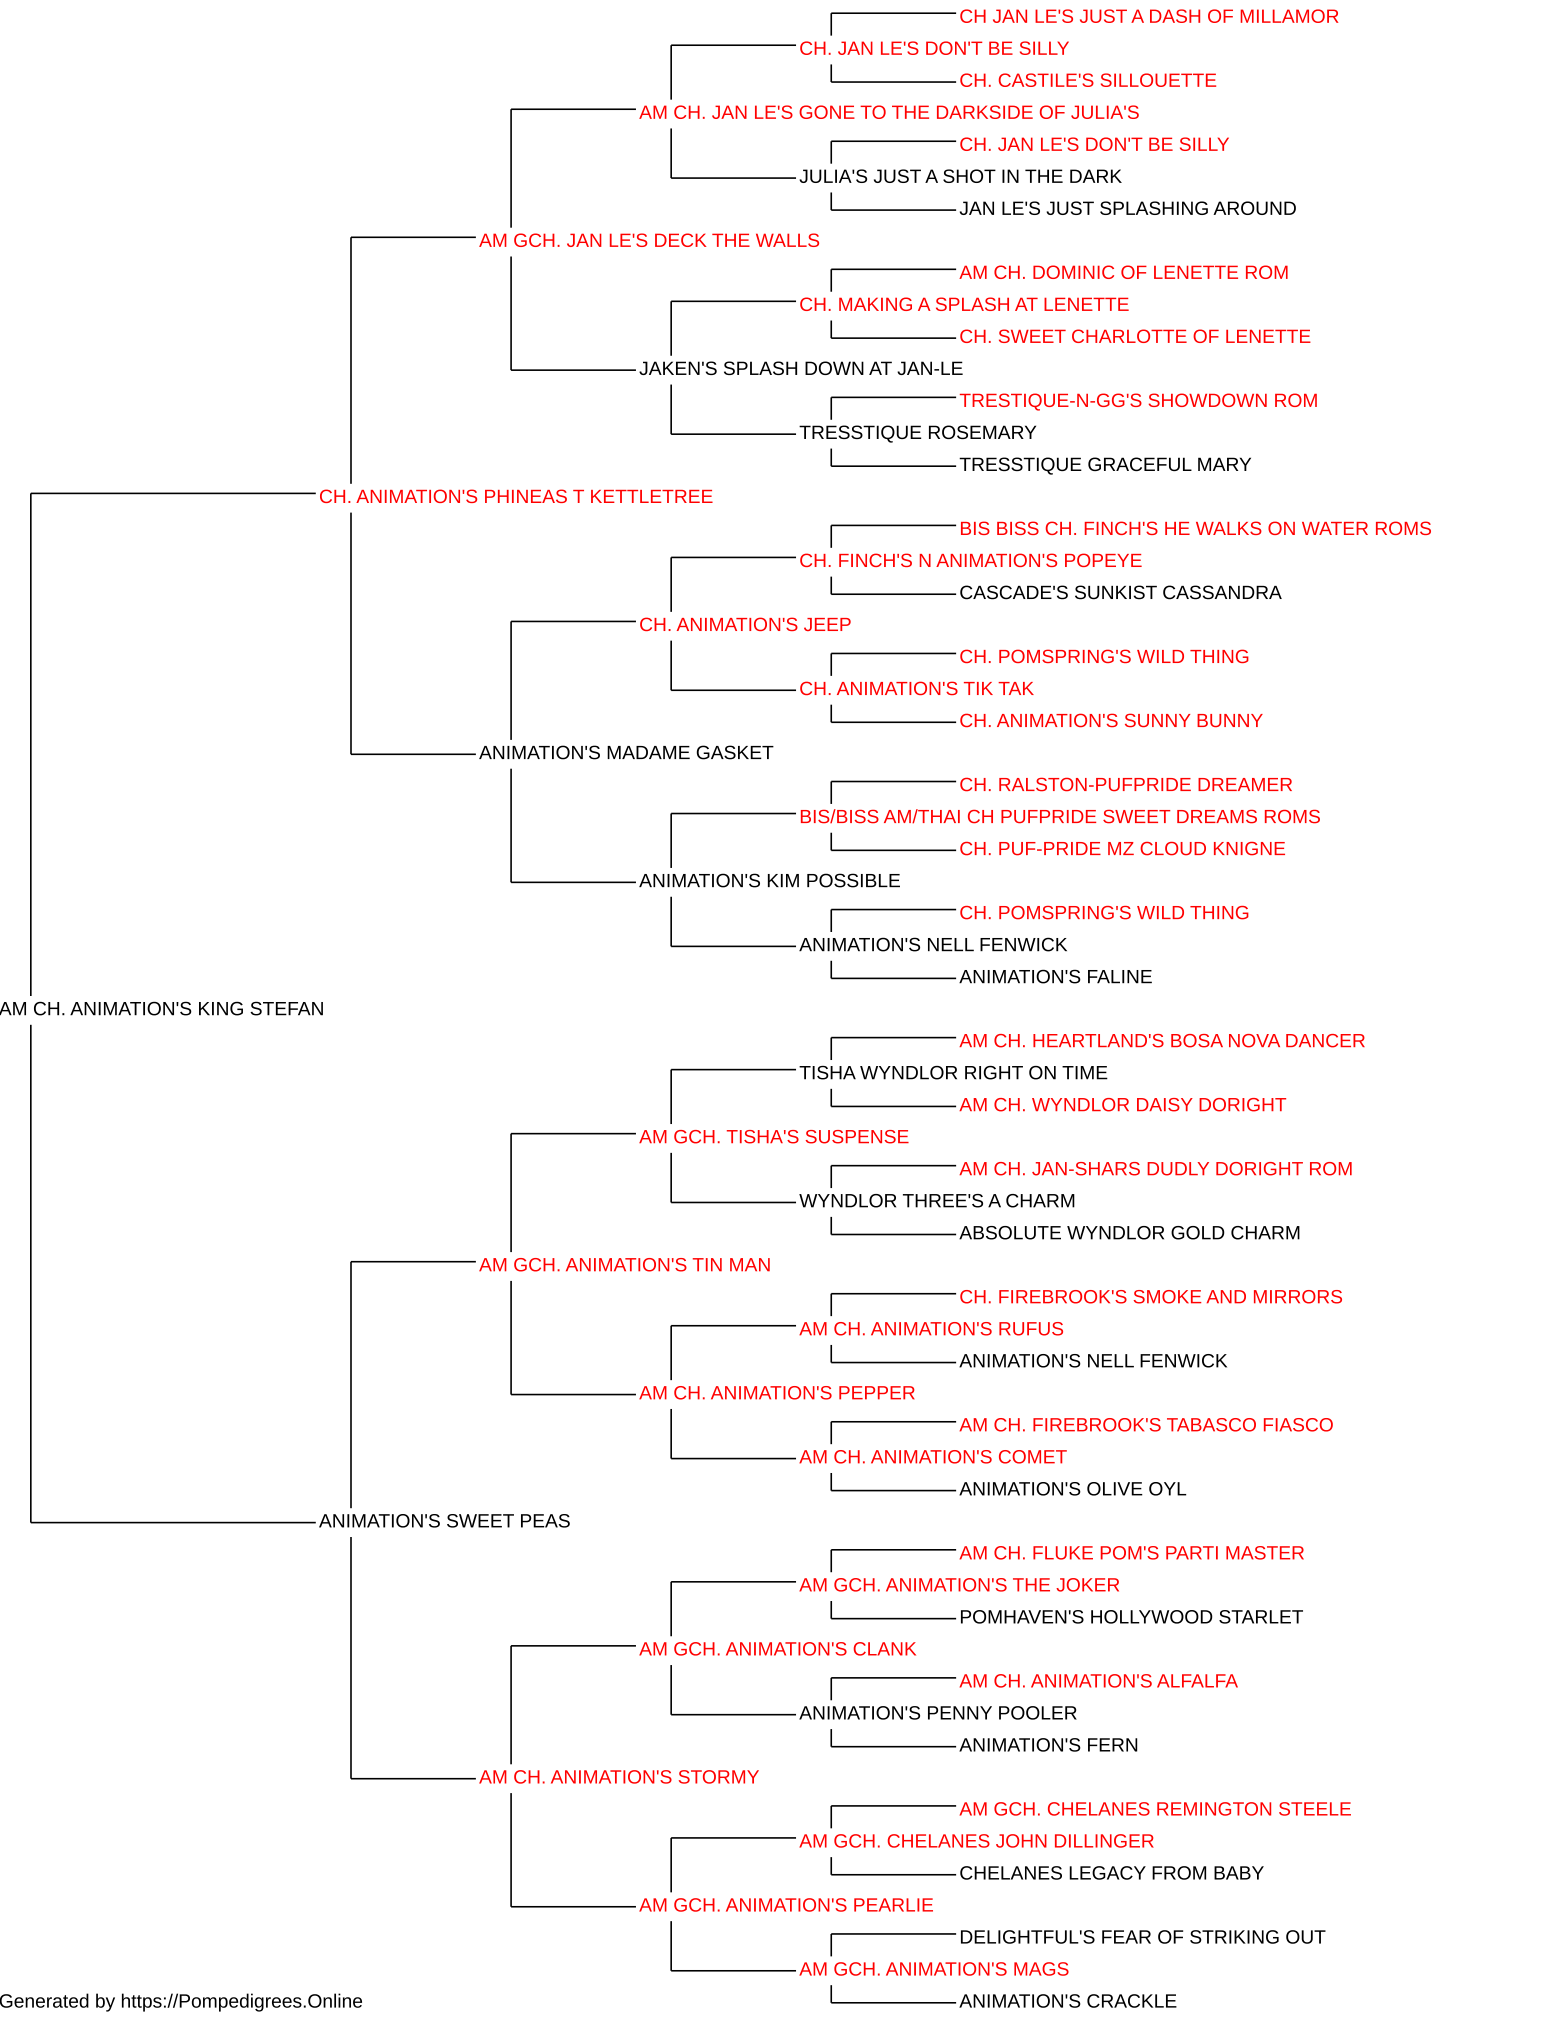 CH JAN LE'S JUST A DASH OF MILLAMOR
CH. JAN LE'S DON'T BE SILLY
CH. CASTILE'S SILLOUETTE
AM CH. JAN LE'S GONE TO THE DARKSIDE OF JULIA'S
CH. JAN LE'S DON'T BE SILLY
JULIA'S JUST A SHOT IN THE DARK
JAN LE'S JUST SPLASHING AROUND
AM GCH. JAN LE'S DECK THE WALLS
AM CH. DOMINIC OF LENETTE ROM
CH. MAKING A SPLASH AT LENETTE
CH. SWEET CHARLOTTE OF LENETTE
JAKEN'S SPLASH DOWN AT JAN-LE
TRESTIQUE-N-GG'S SHOWDOWN ROM
TRESSTIQUE ROSEMARY
TRESSTIQUE GRACEFUL MARY
CH. ANIMATION'S PHINEAS T KETTLETREE
BIS BISS CH. FINCH'S HE WALKS ON WATER ROMS
CH. FINCH'S N ANIMATION'S POPEYE
CASCADE'S SUNKIST CASSANDRA
CH. ANIMATION'S JEEP
CH. POMSPRING'S WILD THING
CH. ANIMATION'S TIK TAK
CH. ANIMATION'S SUNNY BUNNY
ANIMATION'S MADAME GASKET
CH. RALSTON-PUFPRIDE DREAMER
BIS/BISS AM/THAI CH PUFPRIDE SWEET DREAMS ROMS
CH. PUF-PRIDE MZ CLOUD KNIGNE
ANIMATION'S KIM POSSIBLE
CH. POMSPRING'S WILD THING
ANIMATION'S NELL FENWICK
ANIMATION'S FALINE
AM CH. ANIMATION'S KING STEFAN
AM CH. HEARTLAND'S BOSA NOVA DANCER
TISHA WYNDLOR RIGHT ON TIME
AM CH. WYNDLOR DAISY DORIGHT
AM GCH. TISHA'S SUSPENSE
AM CH. JAN-SHARS DUDLY DORIGHT ROM
WYNDLOR THREE'S A CHARM
ABSOLUTE WYNDLOR GOLD CHARM
AM GCH. ANIMATION'S TIN MAN
CH. FIREBROOK'S SMOKE AND MIRRORS
AM CH. ANIMATION'S RUFUS
ANIMATION'S NELL FENWICK
AM CH. ANIMATION'S PEPPER
AM CH. FIREBROOK'S TABASCO FIASCO
AM CH. ANIMATION'S COMET
ANIMATION'S OLIVE OYL
ANIMATION'S SWEET PEAS
AM CH. FLUKE POM'S PARTI MASTER
AM GCH. ANIMATION'S THE JOKER
POMHAVEN'S HOLLYWOOD STARLET
AM GCH. ANIMATION'S CLANK
AM CH. ANIMATION'S ALFALFA
ANIMATION'S PENNY POOLER
ANIMATION'S FERN
AM CH. ANIMATION'S STORMY
AM GCH. CHELANES REMINGTON STEELE
AM GCH. CHELANES JOHN DILLINGER
CHELANES LEGACY FROM BABY
AM GCH. ANIMATION'S PEARLIE
DELIGHTFUL'S FEAR OF STRIKING OUT
AM GCH. ANIMATION'S MAGS
ANIMATION'S CRACKLE
Generated by https://Pompedigrees.Online